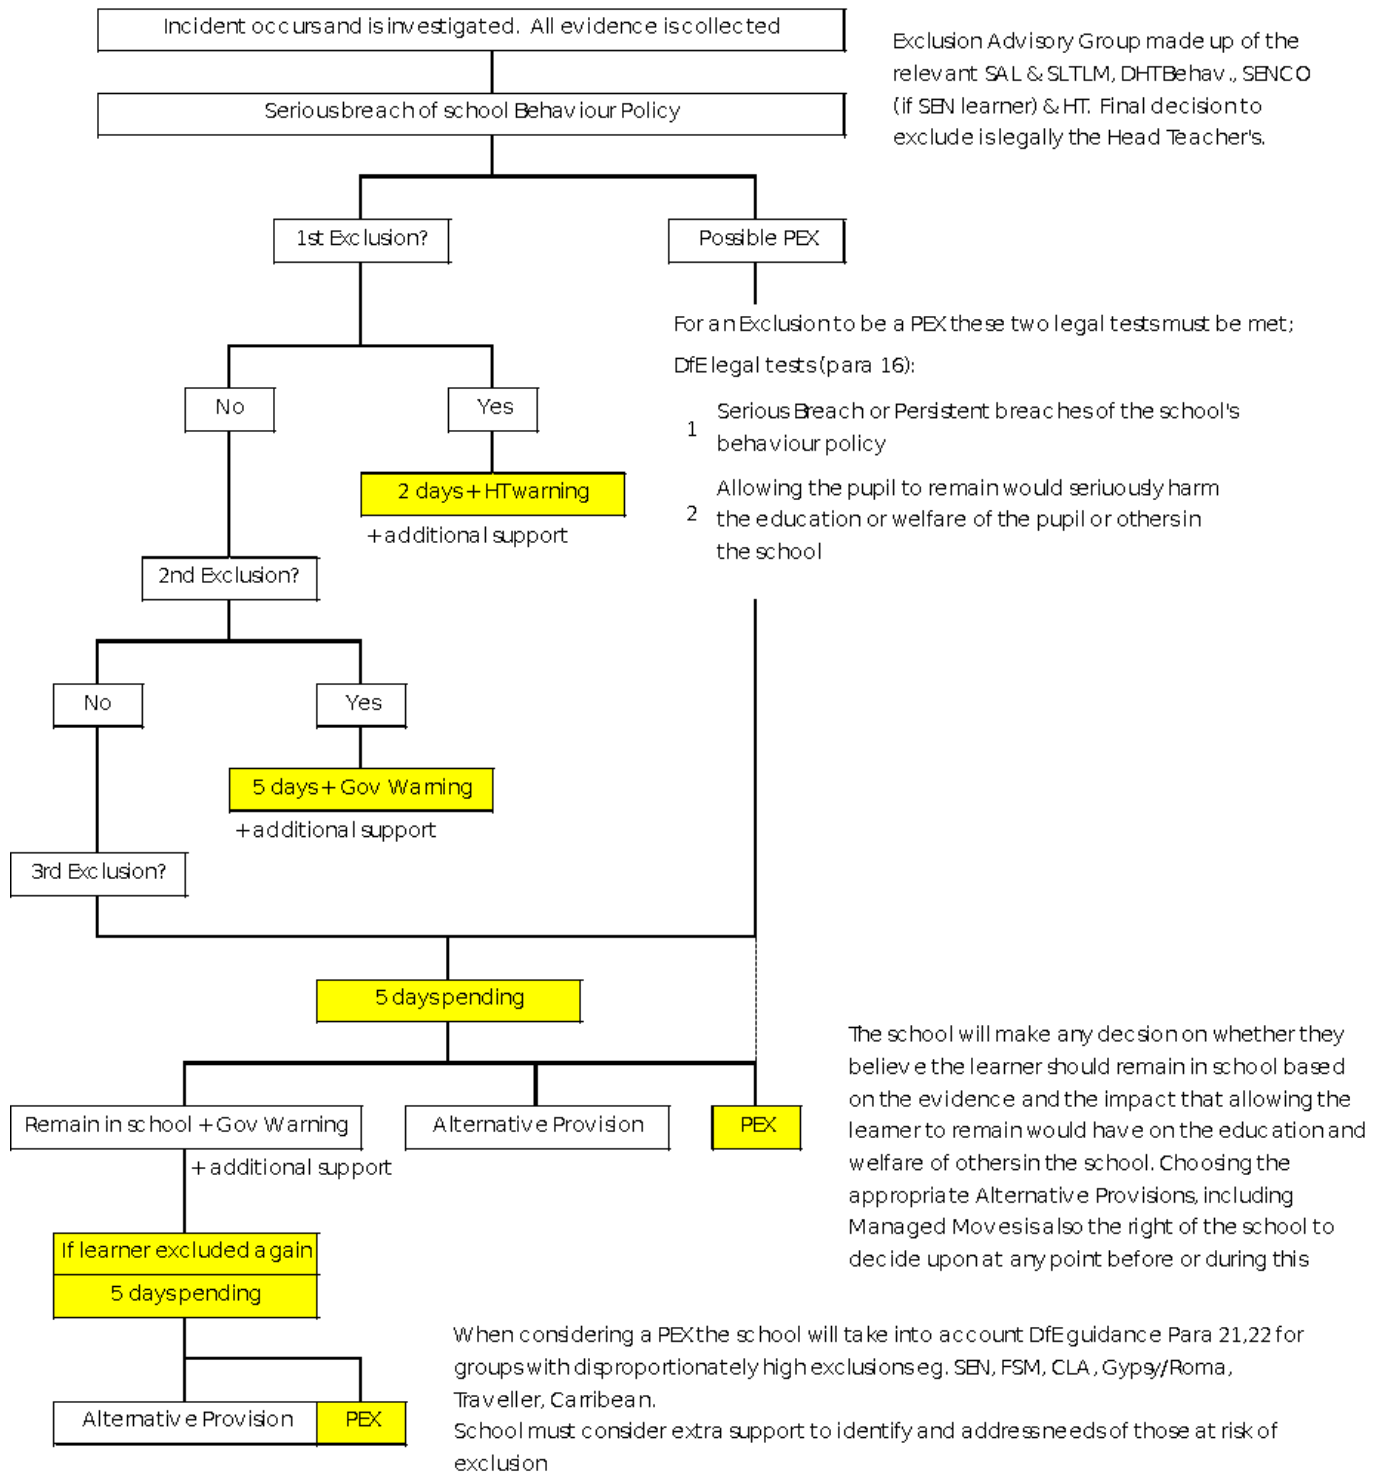 Incident occurs and is investigated. All evidence is collected
Exclusion Advisory Group made up of the
relevant SAL & SLTLM, DHT Behav., SENCO
(if SEN learner) & HT. Final decision to
exclude is legally the Head Teacher's.
Serious breach of school Behaviour Policy
1st Exclusion?
Possible PEX
For an Exclusion to be a PEX these two legal tests must be met;
DfE legal tests (para 16):
1 Serious Breach or Persistent breaches of the school's
behaviour policy
2 Allowing the pupil to remain would seriuously harm
the education or welfare of the pupil or others in
the school
No
Yes
2 days + HT warning
+ additional support
2nd Exclusion?
No
Yes
5 days + Gov Warning
+ additional support
3rd Exclusion?
5 days pending
Remain in school + Gov Warning
Alternative Provision
PEX
+ additional support
The school will make any decsion on whether they
believe the learner should remain in school based
on the evidence and the impact that allowing the
learner to remain would have on the education and
welfare of others in the school. Choosing the
appropriate Alternative Provisions, including
Managed Moves is also the right of the school to
decide upon at any point before or during this
If learner excluded again
5 days pending
Alternative Provision
PEX
When considering a PEX the school will take into account DfE guidance Para 21,22 for
groups with disproportionately high exclusions eg. SEN, FSM, CLA, Gypsy/Roma,
Traveller, Carribean.
School must consider extra support to identify and address needs of those at risk of
exclusion